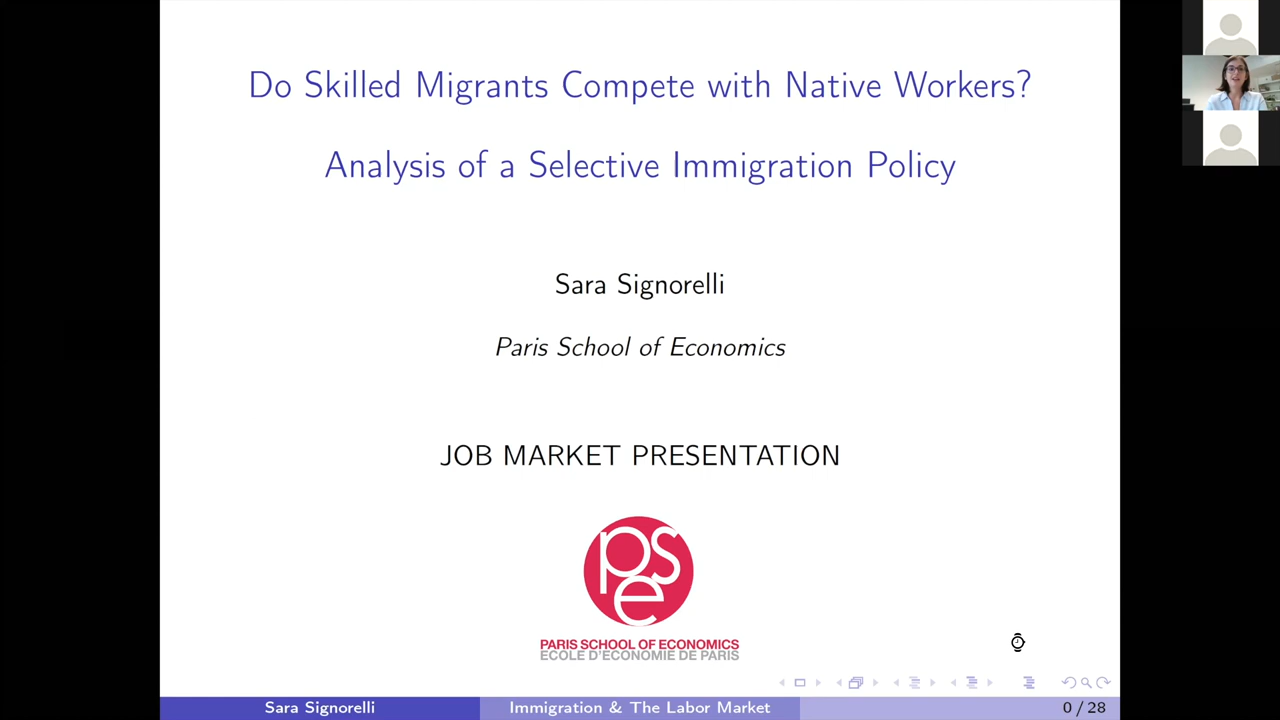 Do Skilled Migrants Compete with Native Workers?
Analysis of a Selective Immigration Policy
Sara Signorelli
Paris School of Economics
JOB MARKET PRESENTATION
pse
PARIS SCHOOL OF ECONOMICS
ECOLE D'ECONOMIE DE PARIS
Sara Signorelli
Immigration & The Labor Market
0 / 28